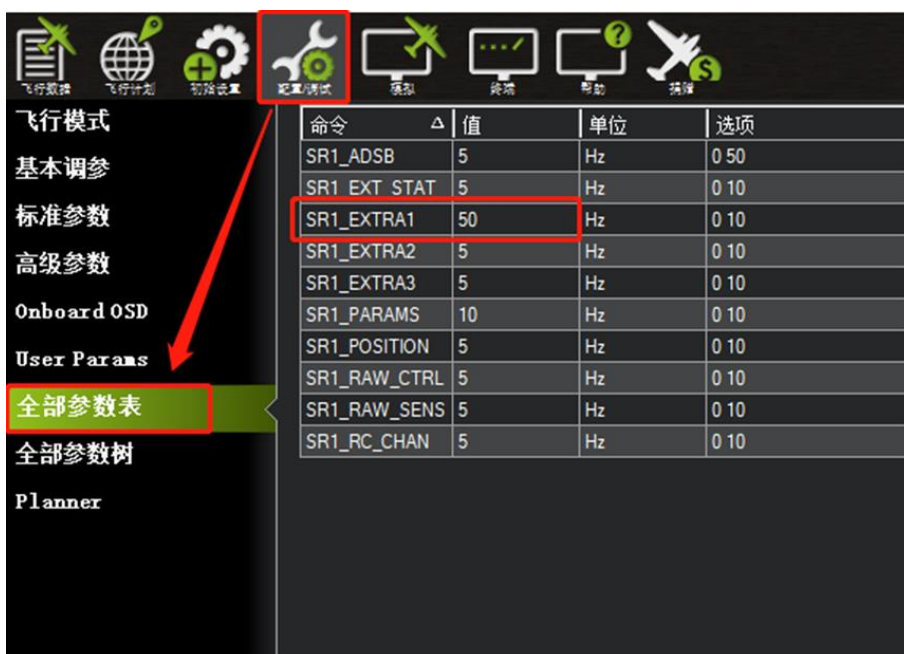 飞行数据 飞行计划 初始设置 配置/调试 模拟 终端 帮助 捐赠
飞行模式
基本调参
标准参数
高级参数
Onboard OSD
User Params
全部参数表
全部参数树
Planner
命令 值 单位 选项
SR1_ADSB 5 Hz 0 50
SR1_EXT_STAT 5 Hz 0 10
SR1_EXTRA1 50 Hz 0 10
SR1_EXTRA2 5 Hz 0 10
SR1_EXTRA3 5 Hz 0 10
SR1_PARAMS 10 Hz 0 10
SR1_POSITION 5 Hz 0 10
SR1_RAW_CTRL 5 Hz 0 10
SR1_RAW_SENS 5 Hz 0 10
SR1_RC_CHAN 5 Hz 0 10